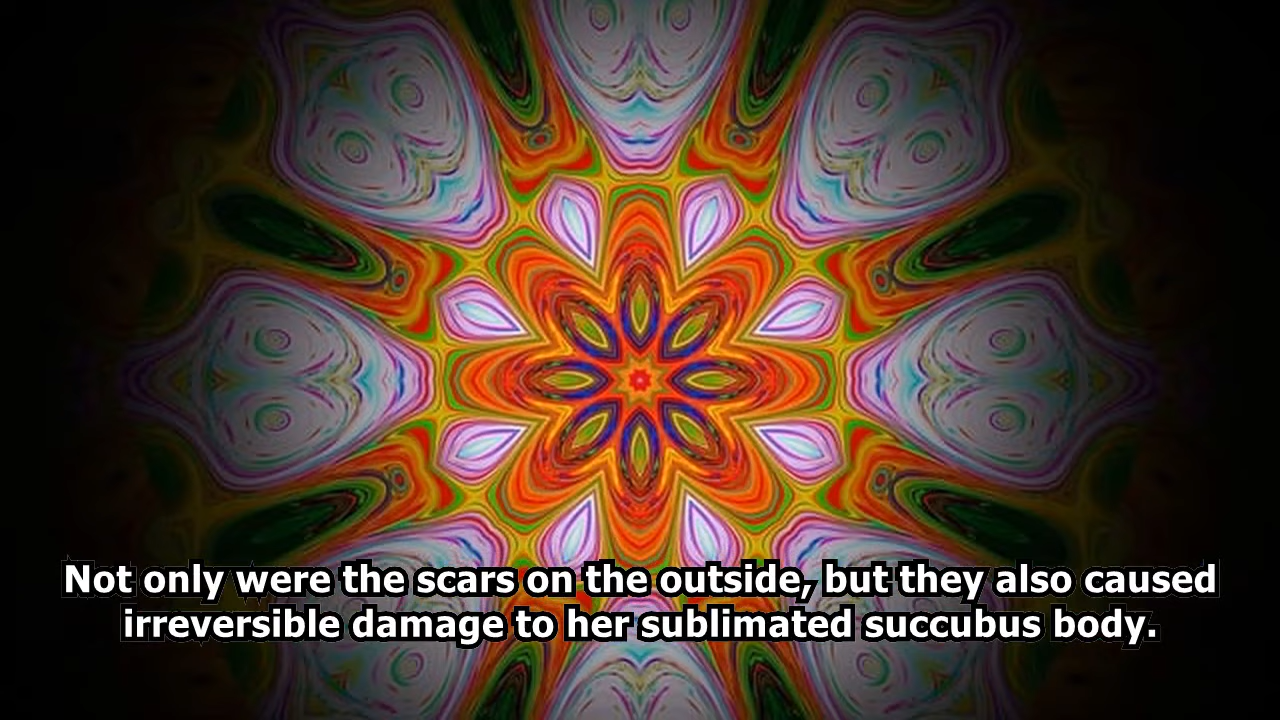 Not only were the scars on the outside, but they also caused
irreversible damage to her sublimated succubus body.